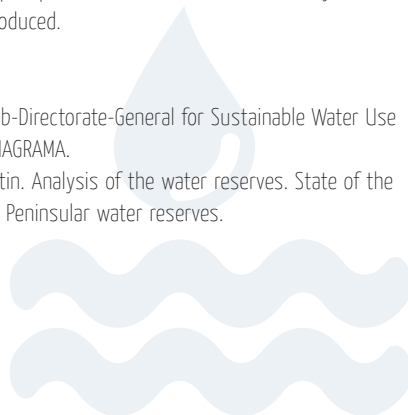 oduced.
b-Directorate-General for Sustainable Water Use
IAGRAMA.
tin. Analysis of the water reserves. State of the
Peninsular water reserves.